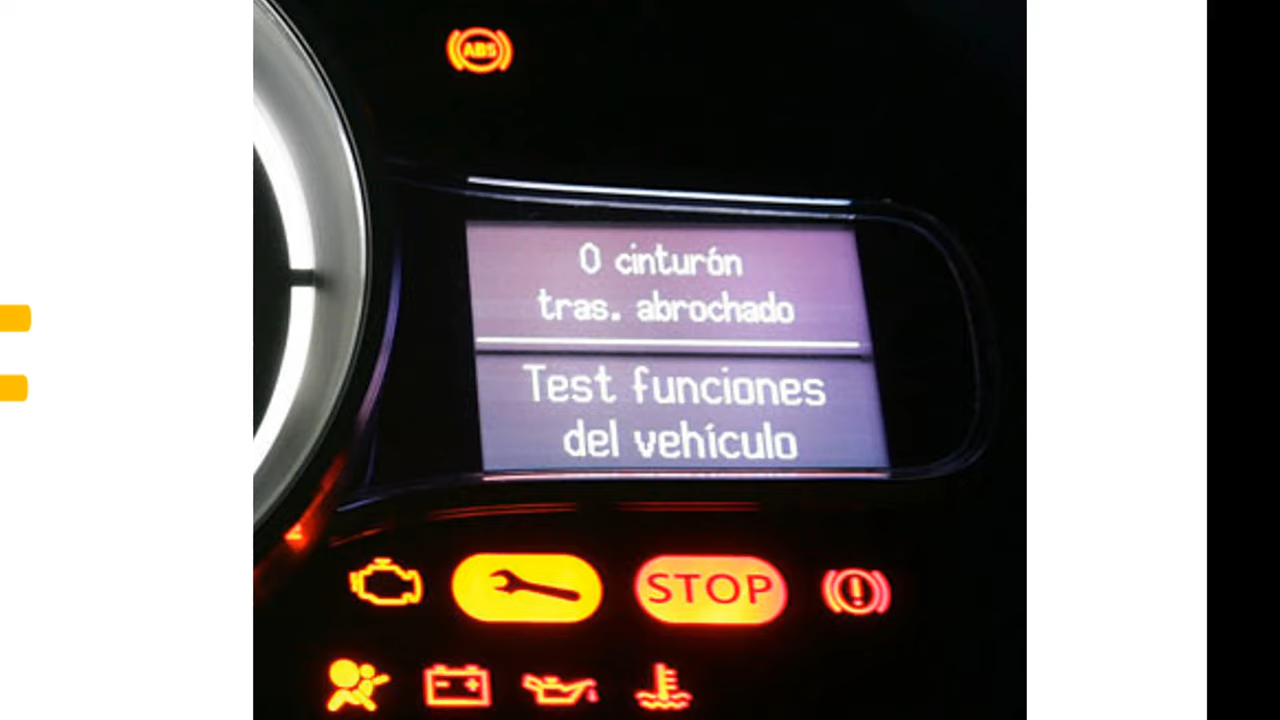 ABS
0 cinturón
tras. abrochado
Test funciones
del vehículo
STOP